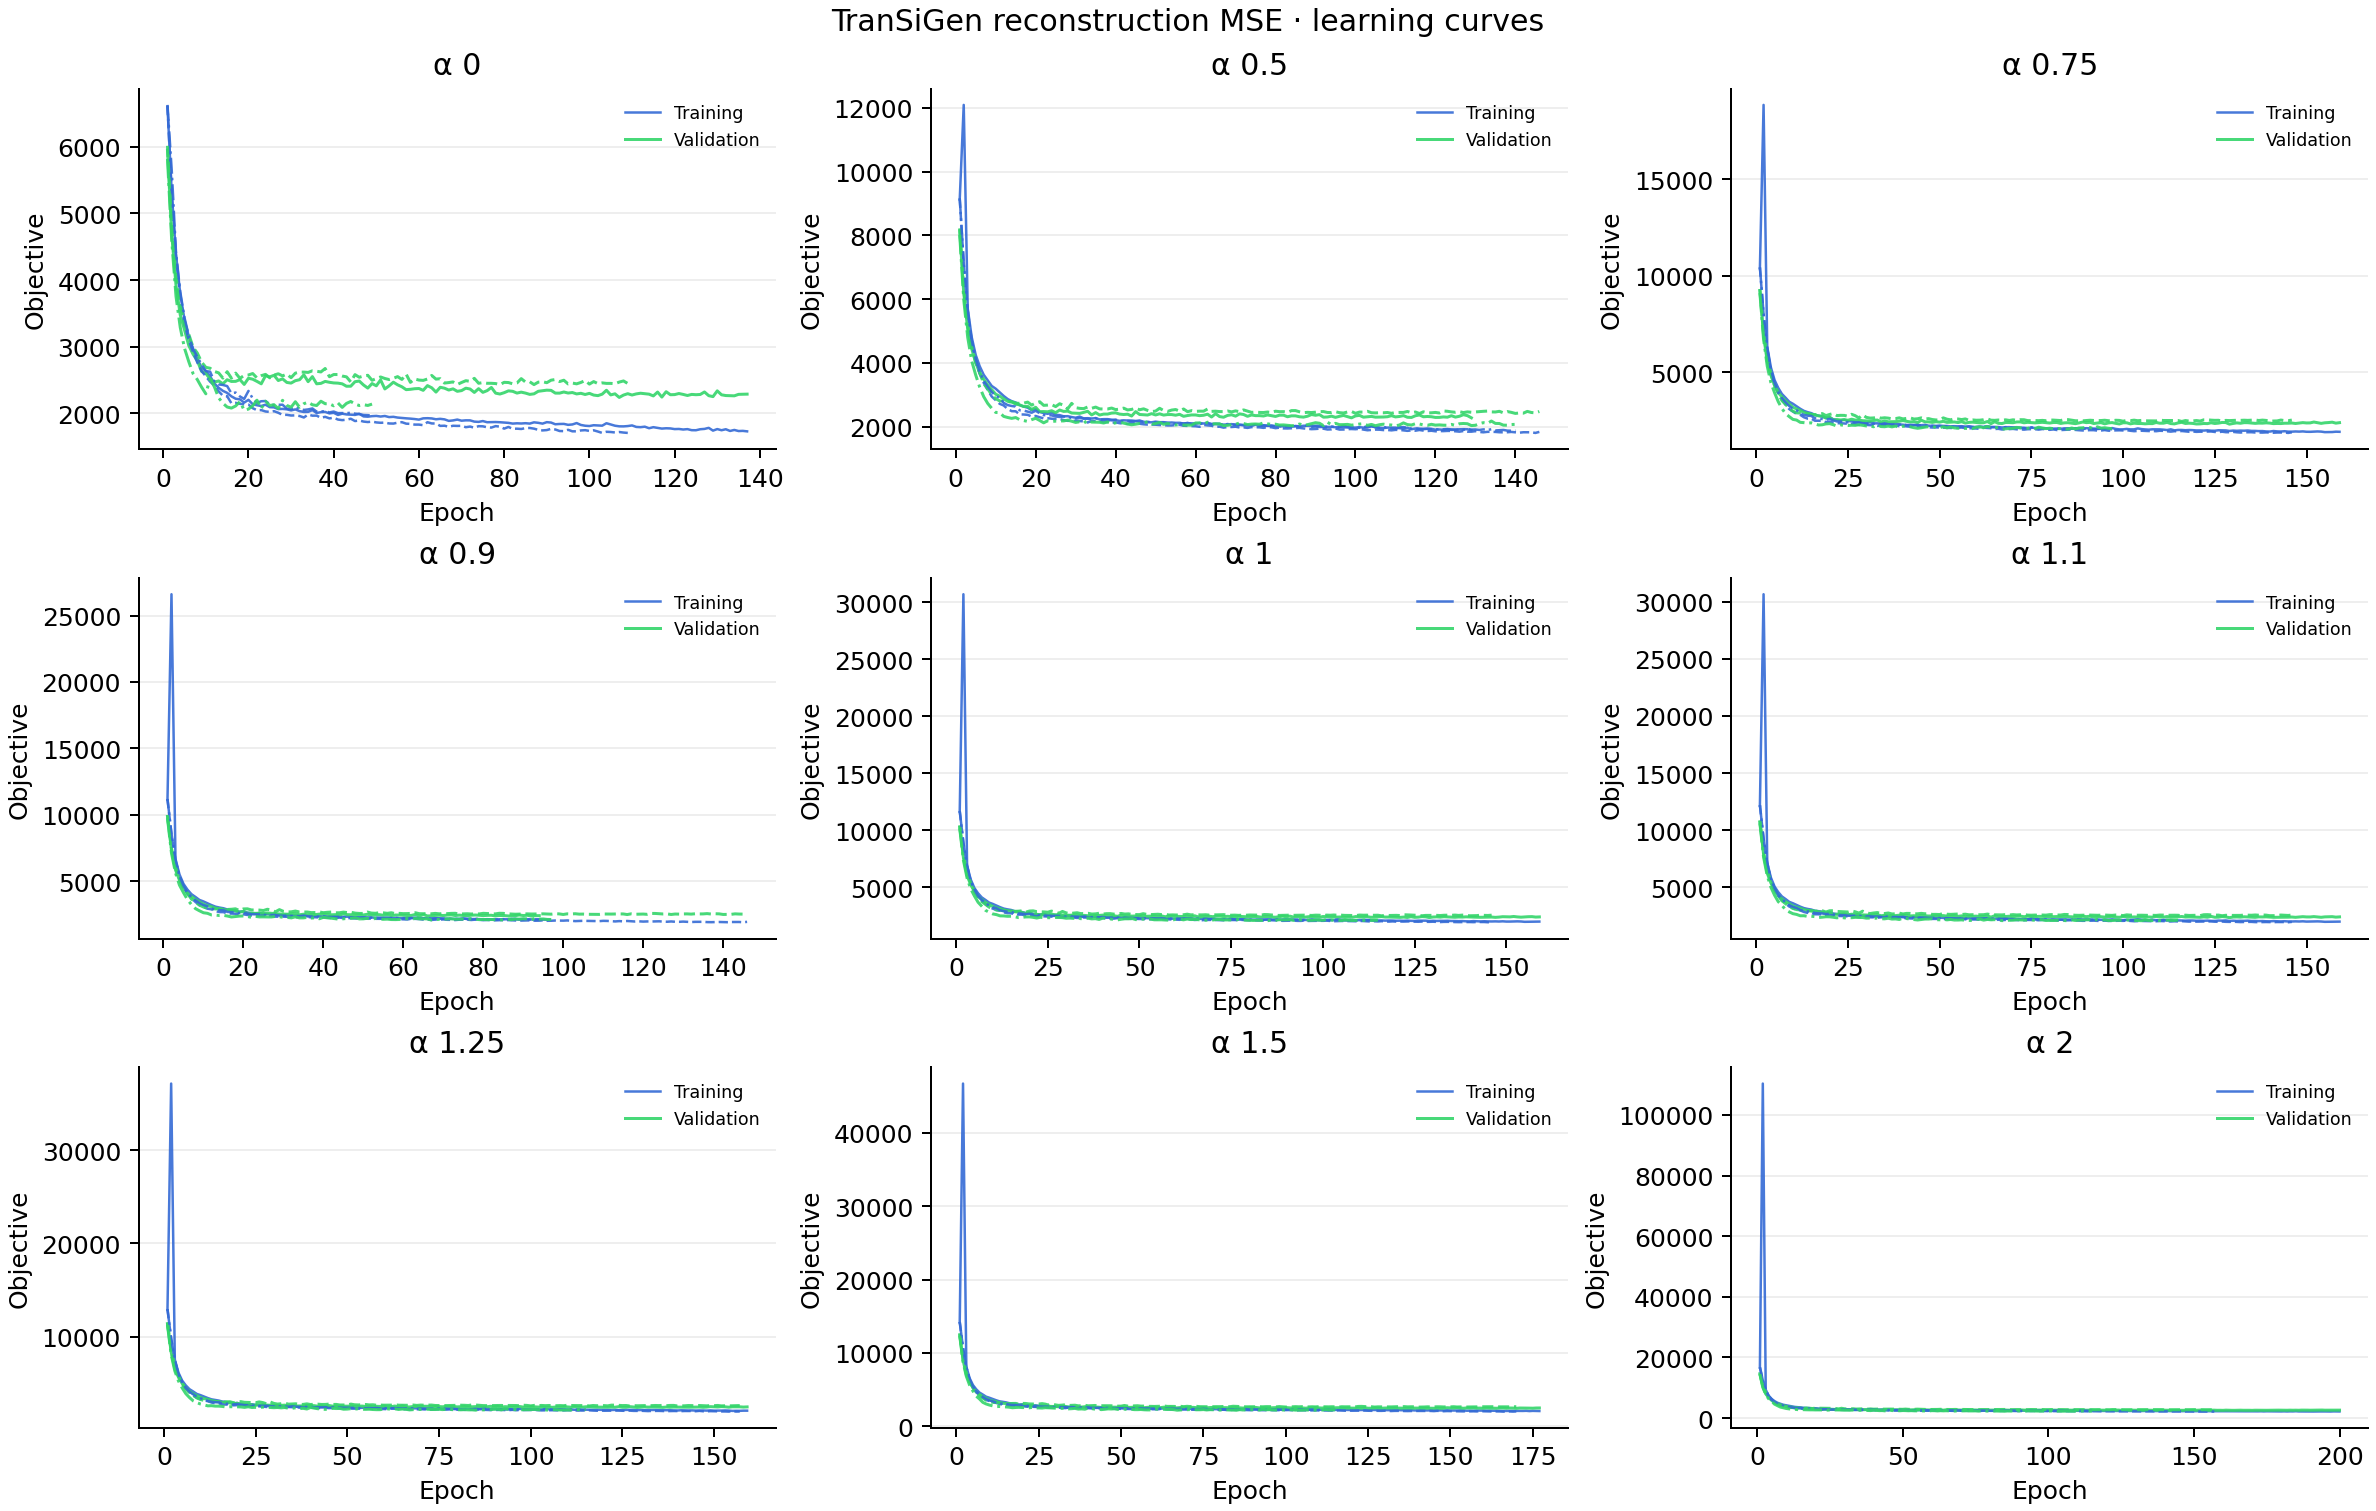 TranSiGen reconstruction MSE · learning curves
α 0
Objective
6000
5000
4000
3000
2000
0 20 40 60 80 100 120 140
Epoch
Training
Validation
α 0.5
Objective
12000
10000
8000
6000
4000
2000
0 20 40 60 80 100 120 140
Epoch
Training
Validation
α 0.75
Objective
15000
10000
5000
0 25 50 75 100 125 150
Epoch
Training
Validation
α 0.9
Objective
25000
20000
15000
10000
5000
0 20 40 60 80 100 120 140
Epoch
Training
Validation
α 1
Objective
30000
25000
20000
15000
10000
5000
0 25 50 75 100 125 150
Epoch
Training
Validation
α 1.1
Objective
30000
25000
20000
15000
10000
5000
0 25 50 75 100 125 150
Epoch
Training
Validation
α 1.25
Objective
30000
20000
10000
0 25 50 75 100 125 150
Epoch
Training
Validation
α 1.5
Objective
40000
30000
20000
10000
0
0 25 50 75 100 125 150 175
Epoch
Training
Validation
α 2
Objective
100000
80000
60000
40000
20000
0
0 50 100 150 200
Epoch
Training
Validation